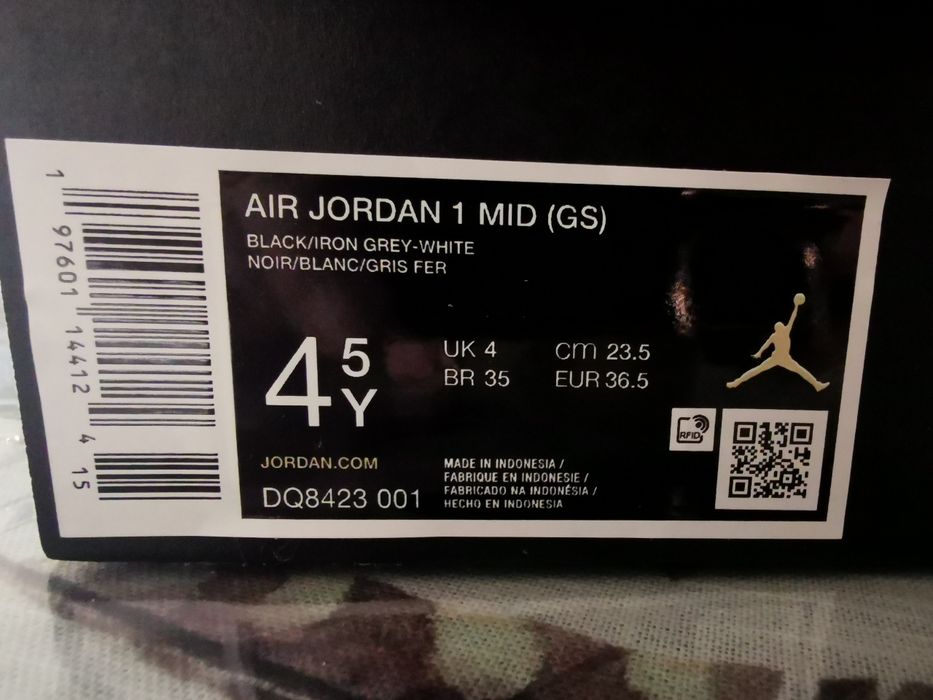 AIR JORDAN 1 MID (GS)
BLACK/IRON GREY-WHITE
NOIR/BLANC/GRIS FER
4 5Y
UK 4
BR 35
cm 23.5
EUR 36.5
RFID
JORDAN.COM
DQ8423 001
MADE IN INDONESIA /
FABRIQUE EN INDONESIE /
FABRICADO NA INDONÉSIA /
HECHO EN INDONESIA
1 97601 14412 4 15